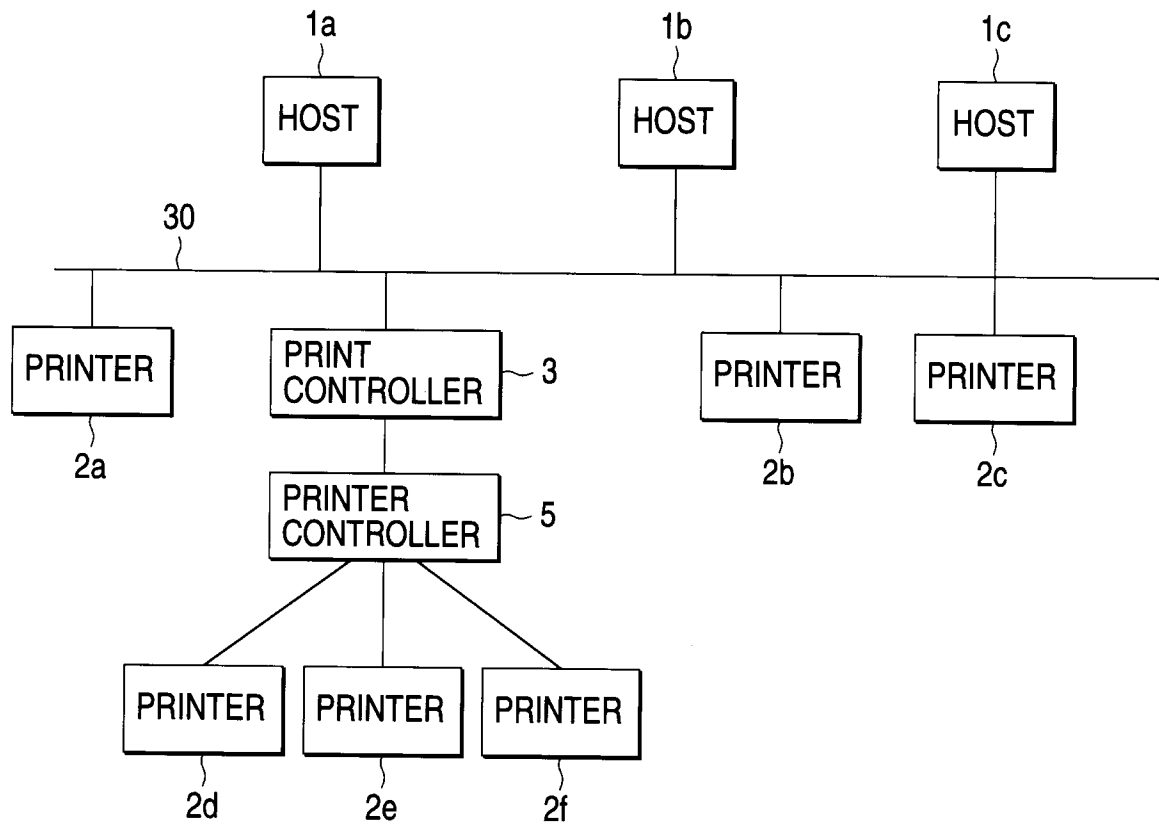 1a
1b
1c
HOST
HOST
HOST
30
PRINTER
PRINT
CONTROLLER
3
PRINTER
PRINTER
2a
2b
2c
PRINTER
CONTROLLER
5
PRINTER
PRINTER
PRINTER
2d
2e
2f